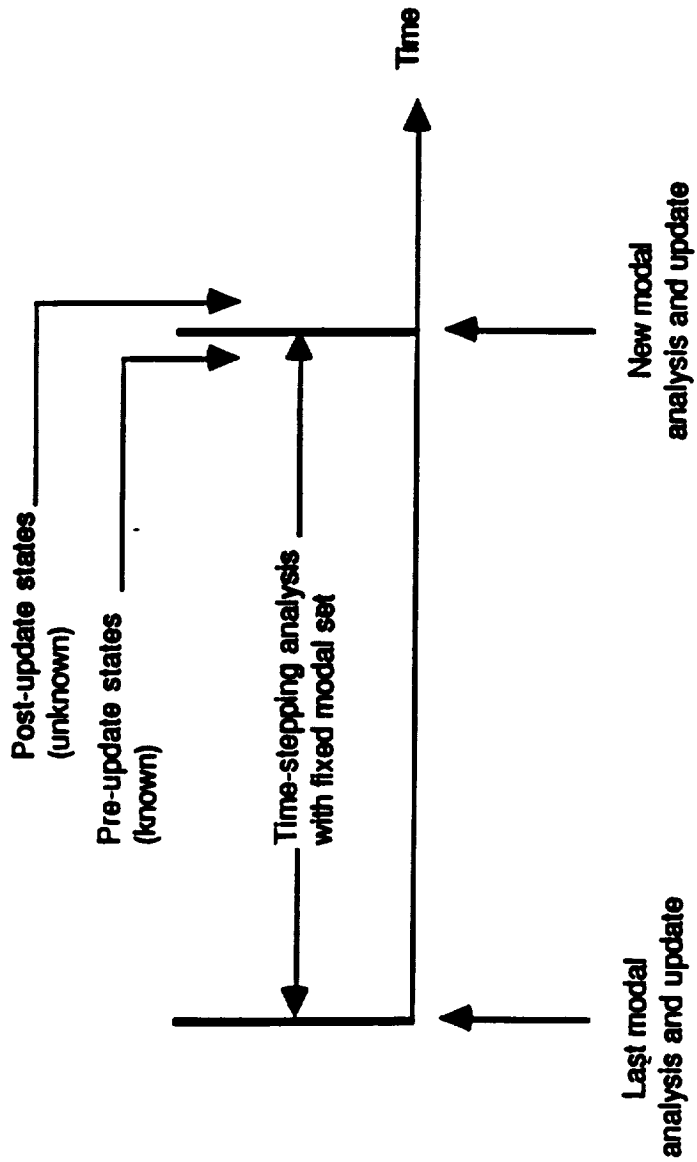 Post-update states
(unknown)
Pre-update states
(known)
Time-stepping analysis
with fixed modal set
Time
Last modal
analysis and update
New modal
analysis and update